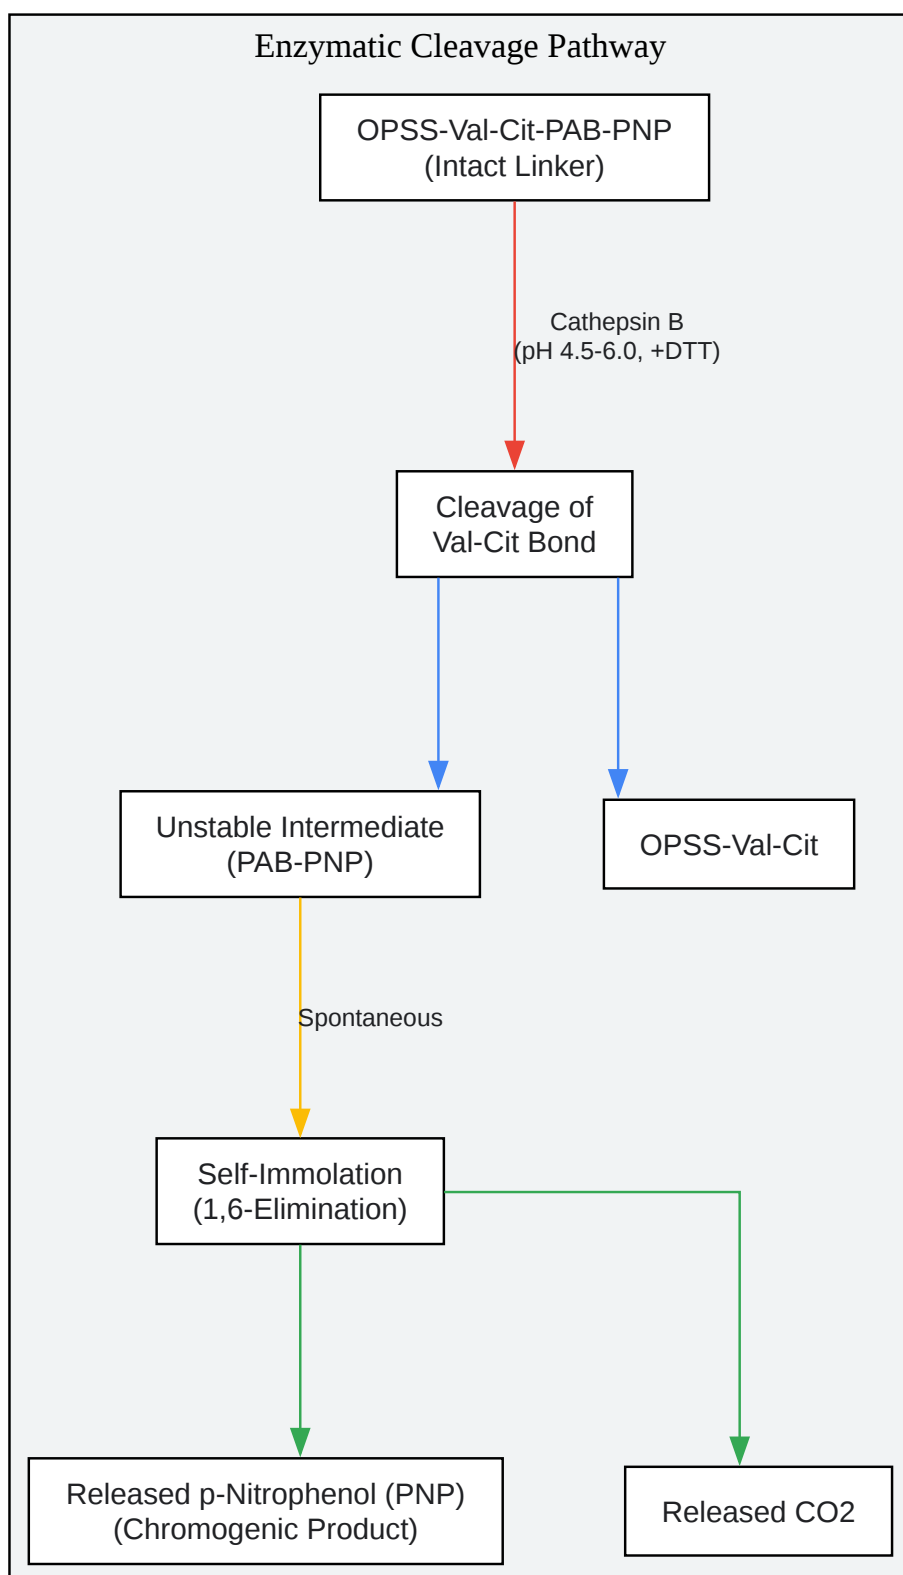 Enzymatic Cleavage Pathway
OPSS-Val-Cit-PAB-PNP
(Intact Linker)
Cathepsin B
(pH 4.5-6.0, +DTT)
Cleavage of
Val-Cit Bond
Unstable Intermediate
(PAB-PNP)
OPSS-Val-Cit
Spontaneous
Self-Immolation
(1,6-Elimination)
Released p-Nitrophenol (PNP)
(Chromogenic Product)
Released CO2